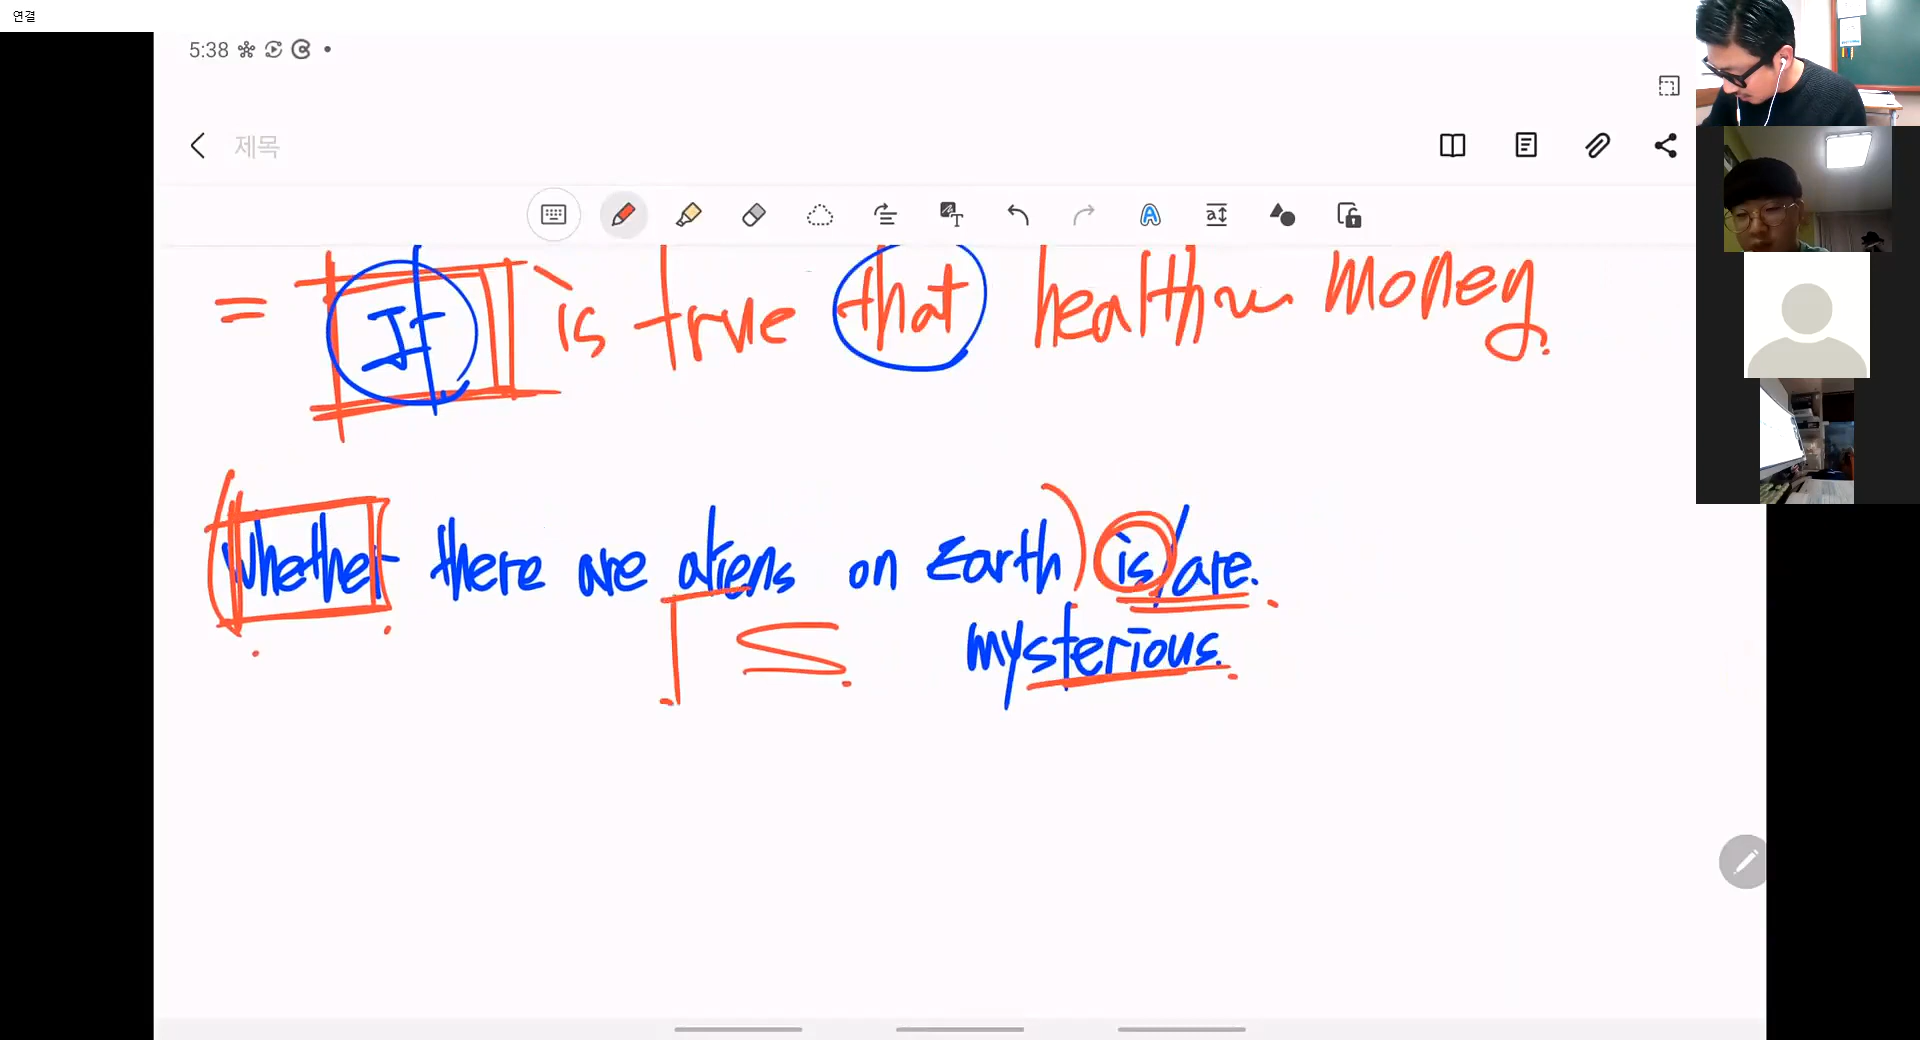 연결
5:38
제목
= It is true that health money.
(Whether there are aliens on Earth) is/are.
mysterious.